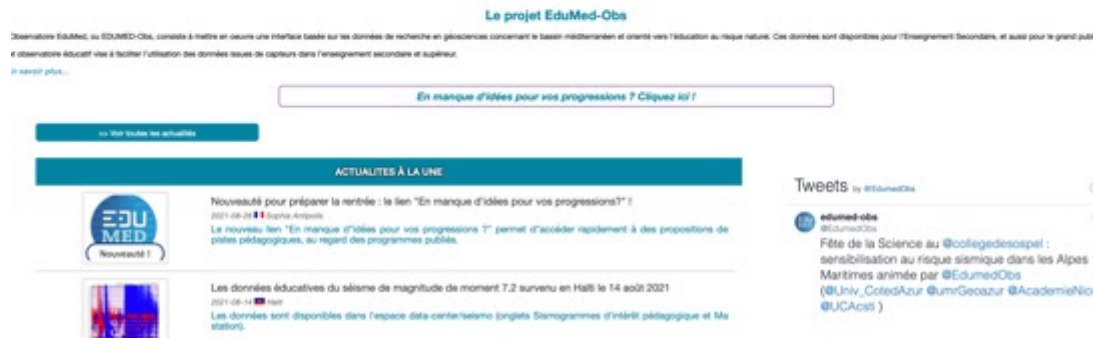 Le projet EduMed-Obs
Observatoire EduMed, ou EDUMED-Obs, consiste à mettre en oeuvre une interface basée sur les données de recherche en géosciences concernant le bassin méditerranéen et orienté vers l'éducation au risque naturel. Ces données sont disponibles pour l'Enseignement Secondaire, et aussi pour le grand publ
t observatoire éducatif vise à faciliter l'utilisation des données issues de capteurs dans l'enseignement secondaire et supérieur.
n savoir plus...
En manque d'idées pour vos progressions ? Cliquez ici !
>> Voir toutes les actualités
ACTUALITES À LA UNE
EDU
MED
Nouveauté !
Nouveauté pour préparer la rentrée : le lien "En manque d'idées pour vos progressions?" !
2021-08-26 Sophia Antipolis
Le nouveau lien "En manque d'idées pour vos progressions ?" permet d'accéder rapidement à des propositions de
pistes pédagogiques, au regard des programmes publiés.
Les données éducatives du séisme de magnitude de moment 7.2 survenu en Haïti le 14 août 2021
2021-08-14 Haïti
Les données sont disponibles dans l'espace data-center/seismo (onglets Sismogrammes d'intérêt pédagogique et Ma
station).
Tweets by @EdumedObs
edumed-obs
@EdumedObs
Fête de la Science au @collegedesospel :
sensibilisation au risque sismique dans les Alpes
Maritimes animée par @EdumedObs
(@Univ_CotedAzur @umrGeoazur @AcademieNic
@UCAcsti )